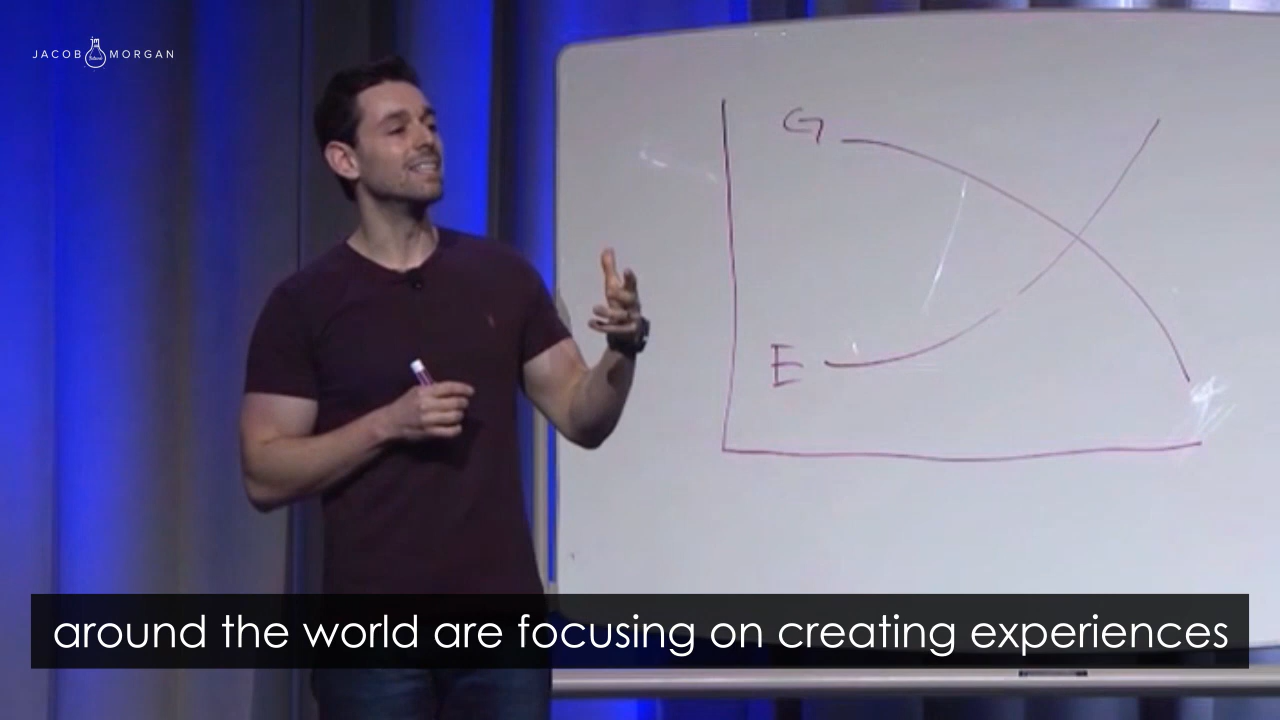 JACOB MORGAN
G
E
around the world are focusing on creating experiences